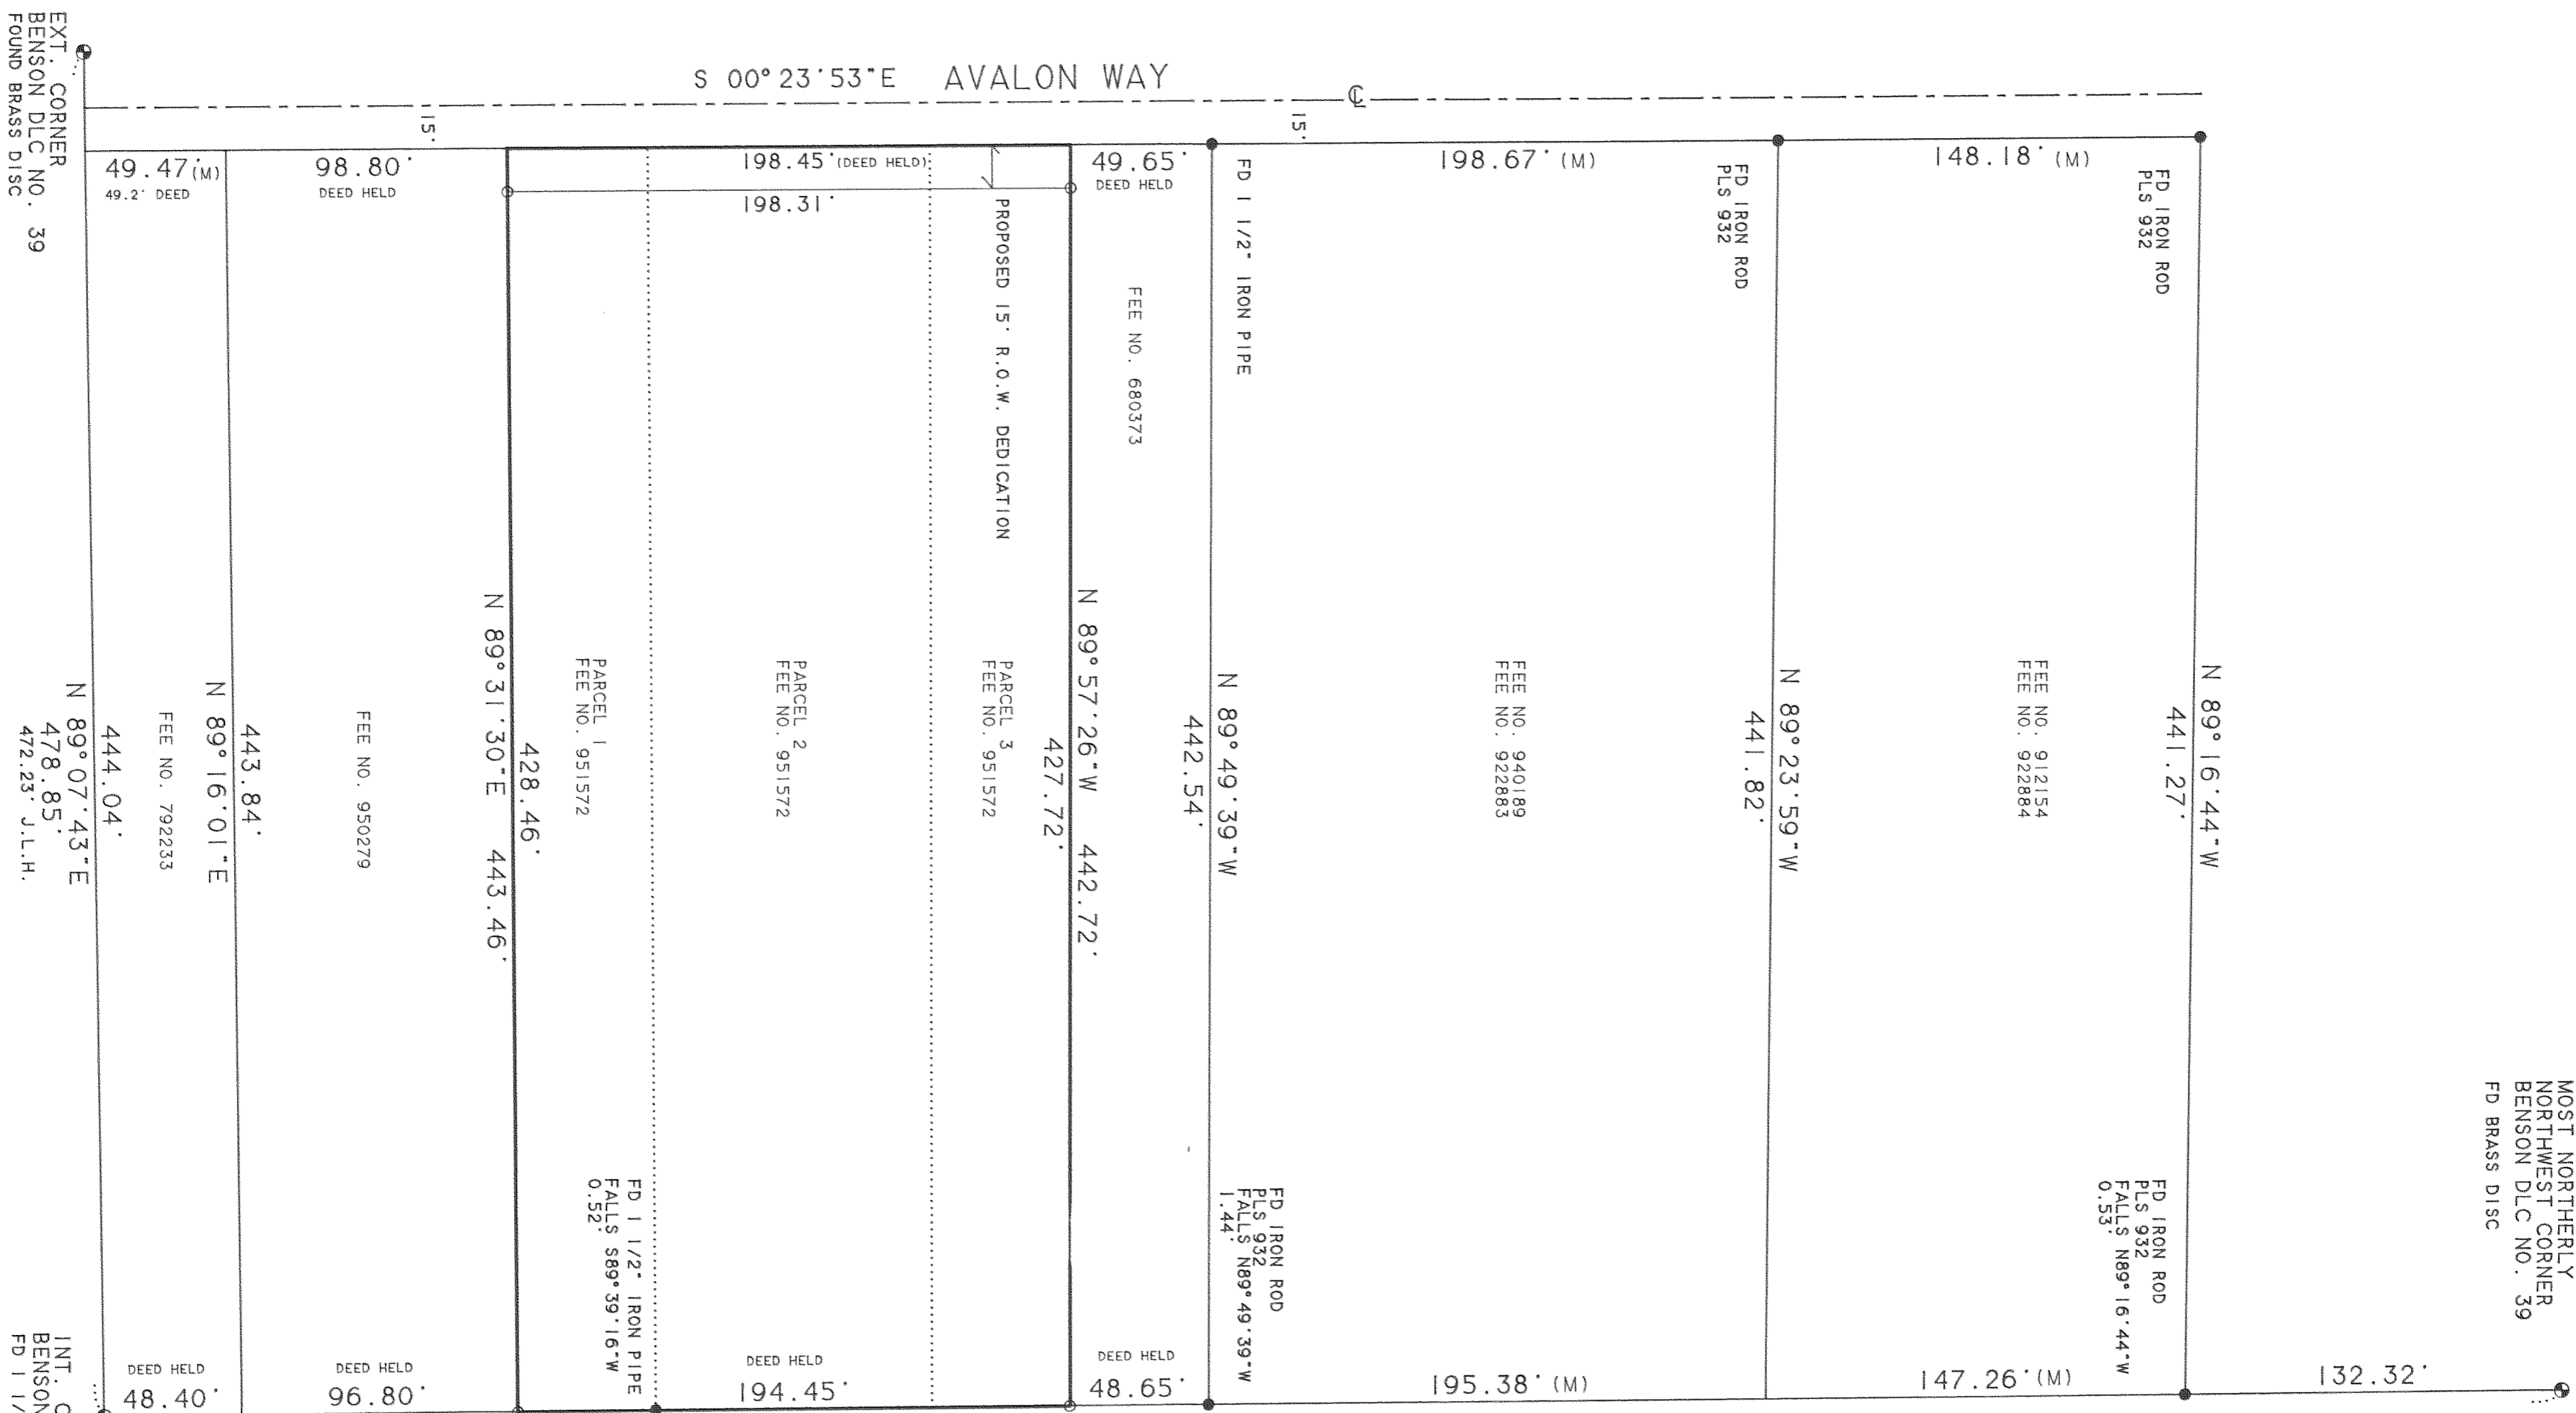 S 00°23'53"E AVALON WAY
℄
15'
15'
49.47'(M)
49.2' DEED
98.80'
DEED HELD
198.45'(DEED HELD)
198.31'
49.65'
DEED HELD
198.67'(M)
148.18'(M)
EXT. CORNER
BENSON DLC NO. 39
FOUND BRASS DISC
PROPOSED 15' R.O.W. DEDICATION
FEE NO. 680373
FD 1 1/2" IRON PIPE
FD IRON ROD
PLS 932
FD IRON ROD
PLS 932
N 89°07'43"E
444.04'
478.85'
472.23' J.L.H.
FEE NO. 792233
N 89°16'01"E
443.84'
FEE NO. 950279
N 89°31'30"E 443.46'
428.46'
PARCEL 1
FEE NO. 951572
PARCEL 2
FEE NO. 951572
PARCEL 3
FEE NO. 951572
N 89°57'26"W 442.72'
427.72'
N 89°49'39"W
442.54'
FEE NO. 940189
FEE NO. 922883
N 89°23'59"W
441.82'
FEE NO. 912154
FEE NO. 922884
N 89°16'44"W
441.27'
MOST NORTHERLY
NORTHWEST CORNER
BENSON DLC NO. 39
FD BRASS DISC
FD 1 1/2" IRON PIPE
FALLS S89°39'16"W
0.52'
FD IRON ROD
PLS 932
FALLS N89°49'39"W
1.44'
FD IRON ROD
PLS 932
FALLS N89°16'44"W
0.53'
INT. C
BENSON
FD 1 1/
DEED HELD
48.40'
DEED HELD
96.80'
DEED HELD
194.45'
DEED HELD
48.65'
195.38'(M)
147.26'(M)
132.32'